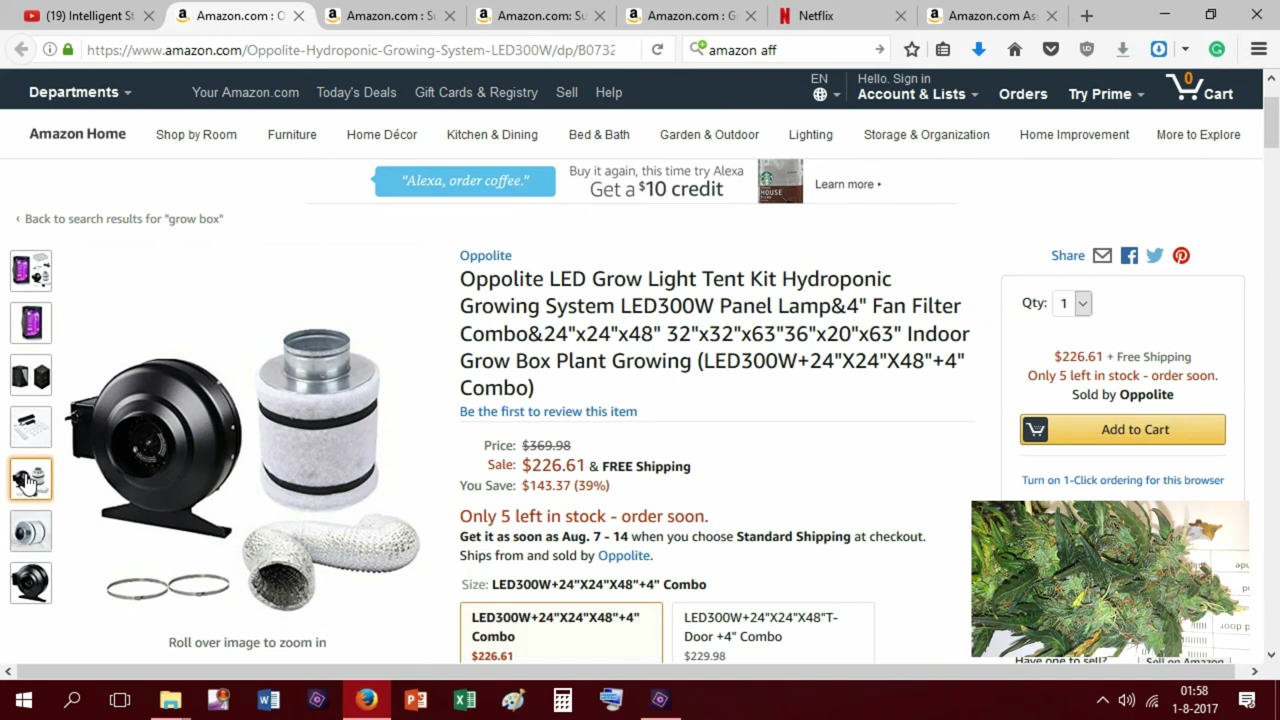 (19) Intelligent St
Amazon.com : O
Amazon.com : Su
Amazon.com: Su
Amazon.com : G
Netflix
Amazon.com As
https://www.amazon.com/Oppolite-Hydroponic-Growing-System-LED300W/dp/B0732
amazon aff
Departments
Your Amazon.com
Today's Deals
Gift Cards & Registry
Sell
Help
EN
Hello. Sign in
Account & Lists
Orders
Try Prime
0
Cart
Amazon Home
Shop by Room
Furniture
Home Décor
Kitchen & Dining
Bed & Bath
Garden & Outdoor
Lighting
Storage & Organization
Home Improvement
More to Explore
"Alexa, order coffee."
Buy it again, this time try Alexa
Get a $10 credit
HOUSE
Learn more
‹ Back to search results for "grow box"
Oppolite
Oppolite LED Grow Light Tent Kit Hydroponic
Growing System LED300W Panel Lamp&4" Fan Filter
Combo&24"x24"x48" 32"x32"x63"36"x20"x63" Indoor
Grow Box Plant Growing (LED300W+24"X24"X48"+4"
Combo)
Be the first to review this item
Price: $369.98
Sale: $226.61 & FREE Shipping
You Save: $143.37 (39%)
Only 5 left in stock - order soon.
Get it as soon as Aug. 7 - 14 when you choose Standard Shipping at checkout.
Ships from and sold by Oppolite.
Size: LED300W+24"X24"X48"+4" Combo
LED300W+24"X24"X48"+4"
Combo
$226.61
LED300W+24"X24"X48"T-
Door +4" Combo
$229.98
Roll over image to zoom in
Share
Qty: 1
$226.61 + Free Shipping
Only 5 left in stock - order soon.
Sold by Oppolite
Add to Cart
Turn on 1-Click ordering for this browser
Have one to sell?
Sell on Amazon
01:58
1-8-2017